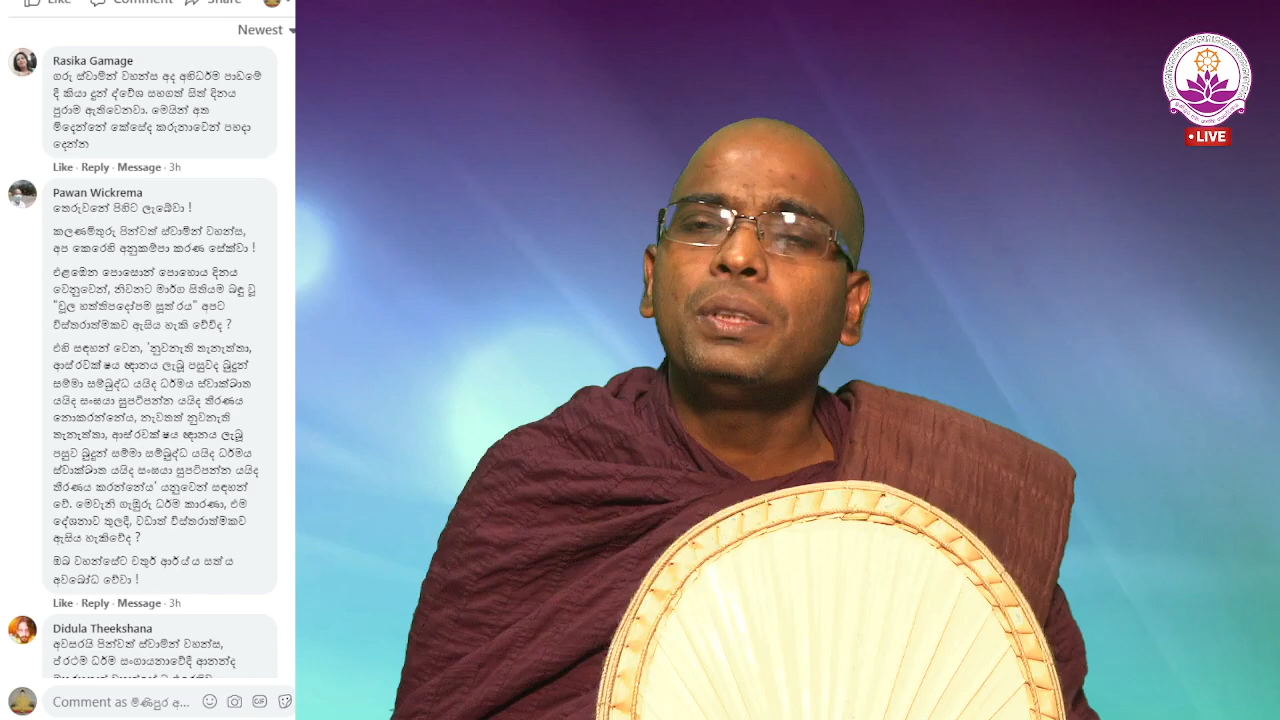 Like Comment Share
Newest
Rasika Gamage
ගරු ස්වාමින් වහන්ස අද අභිධර්ම පාඩමේ
දී කියා දුන් ද්වේශ සහගත් සිත් දිනය
පුරාම ඇතිවෙනවා. මෙයින් අත
මිදෙන්නේ කේසේද කරුනාවෙන් පහදා
දෙන්න
Like · Reply · Message · 3h
Pawan Wickrema
තෙරුවනේ පිහිට ලැබේවා !
කලණමිතුරු පින්වත් ස්වාමින් වහන්ස,
අප කෙරෙහි අනුකම්පා කරණ සේක්වා !
එළඹෙන පොසොන් පොහොය දිනය
වෙනුවෙන්, නිවනට මාර්ග සිතියම බඳු වූ
"චූල හත්තිපදෝපම සූත්‍රය" අපට
විස්තරාත්මකව ඇසිය හැකි වේවිද ?
එහි සඳහන් වෙන, 'නුවනැති තැනැත්තා,
ආස්රවක්ෂය ඥානය ලැබූ පසුවද බුදුන්
සම්මා සම්බුද්ධ යයිද ධර්මය ස්වාක්ඛාත
යයිද සංඝයා සුපටිපන්න යයිද තීරණය
නොකරන්නේය, නැවතත් නුවනැති
තැනැත්තා, ආස්රවක්ෂය ඥානය ලැබූ
පසුව බුදුන් සම්මා සම්බුද්ධ යයිද ධර්මය
ස්වාක්ඛාත යයිද සංඝයා සුපටිපන්න යයිද
තීරණය කරන්නේය' යනුවෙන් සඳහන්
වේ. මෙවැනි ගැඹුරු ධර්ම කාරණා, එම
දේශනාව තුලදී, වඩාත් විස්තරාත්මකව
ඇසිය හැකිවේද ?
ඔබ වහන්සේට චතුර් ආර්ය්‍ය සත්‍ය
අවබෝධ වේවා !
Like · Reply · Message · 3h
Didula Theekshana
අවසරයි පින්වත් ස්වාමින් වහන්ස,
ප්රථම ධර්ම සංගායනාවේදී ආනන්ද
Comment as මිණිපුර අ...
GIF
LIVE